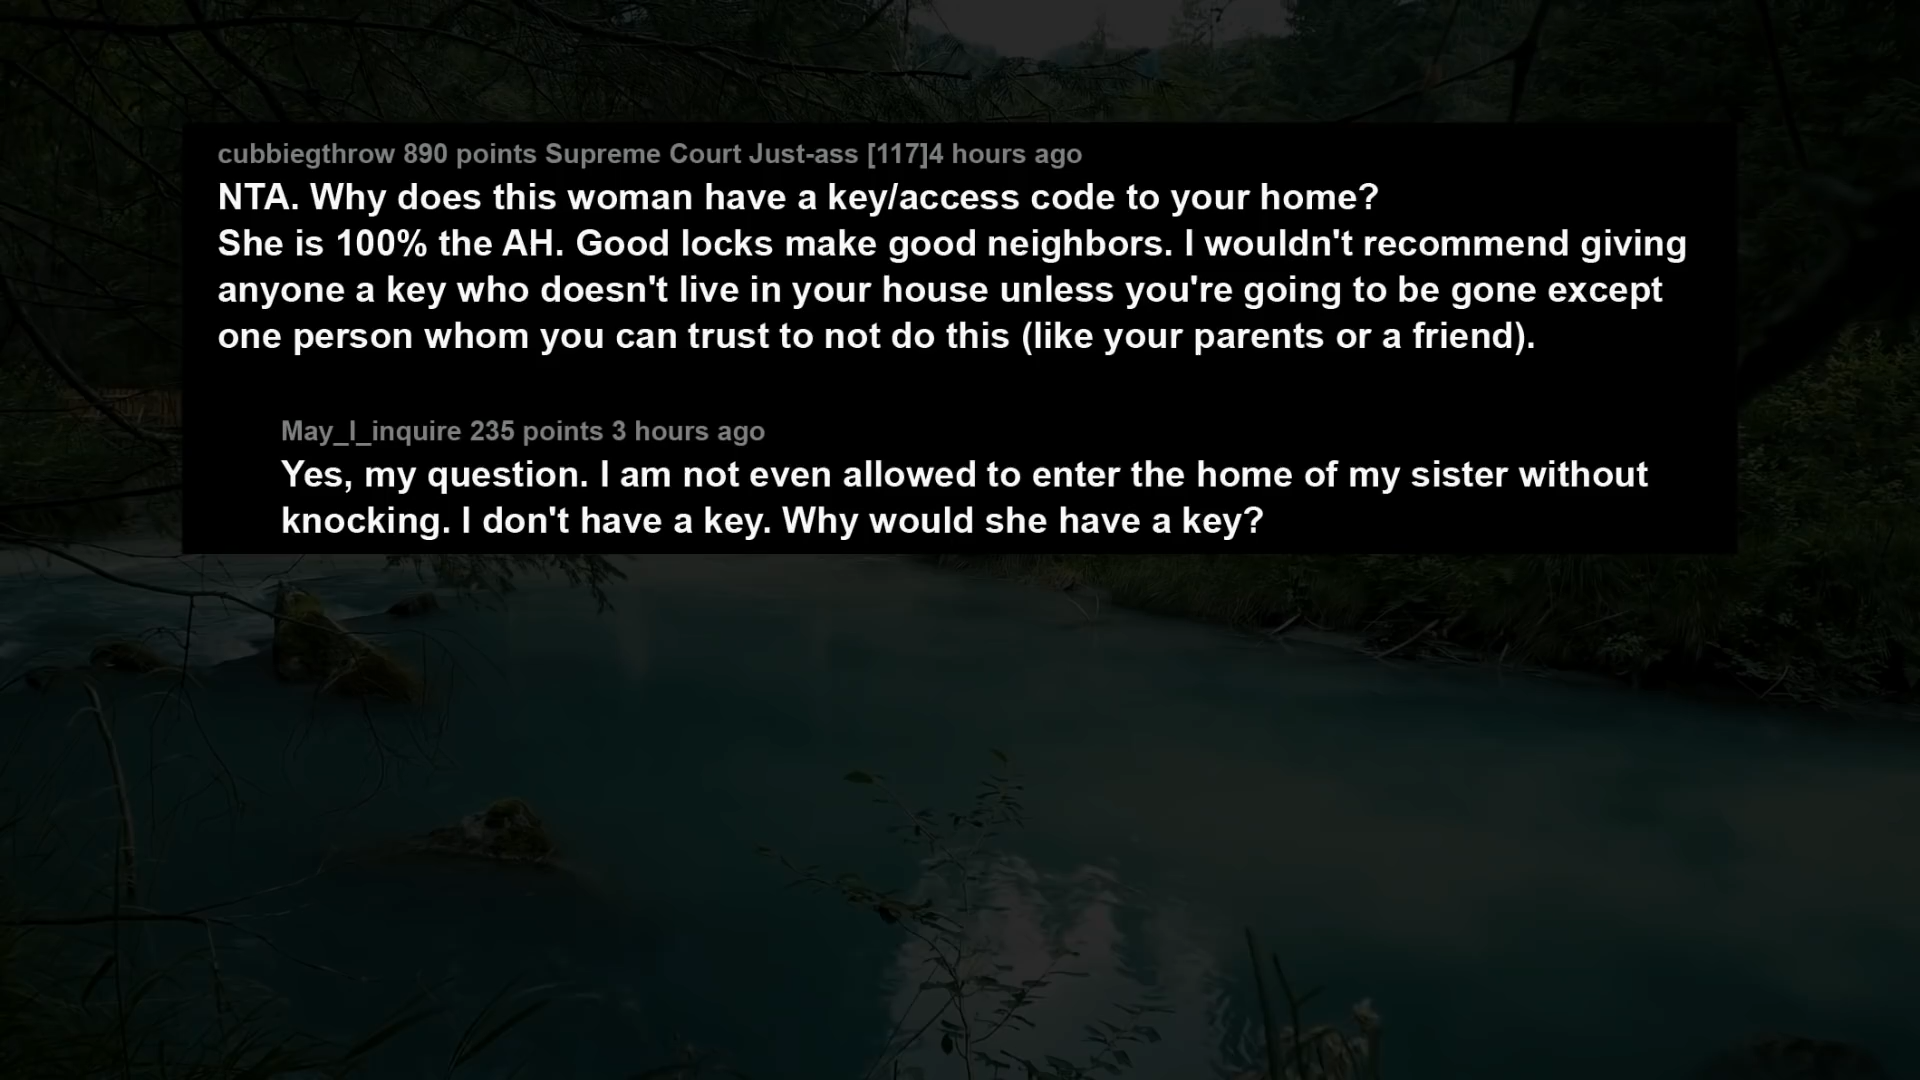 cubbiegthrow 890 points Supreme Court Just-ass [117]4 hours ago
NTA. Why does this woman have a key/access code to your home?
She is 100% the AH. Good locks make good neighbors. I wouldn't recommend giving
anyone a key who doesn't live in your house unless you're going to be gone except
one person whom you can trust to not do this (like your parents or a friend).
May_I_inquire 235 points 3 hours ago
Yes, my question. I am not even allowed to enter the home of my sister without
knocking. I don't have a key. Why would she have a key?